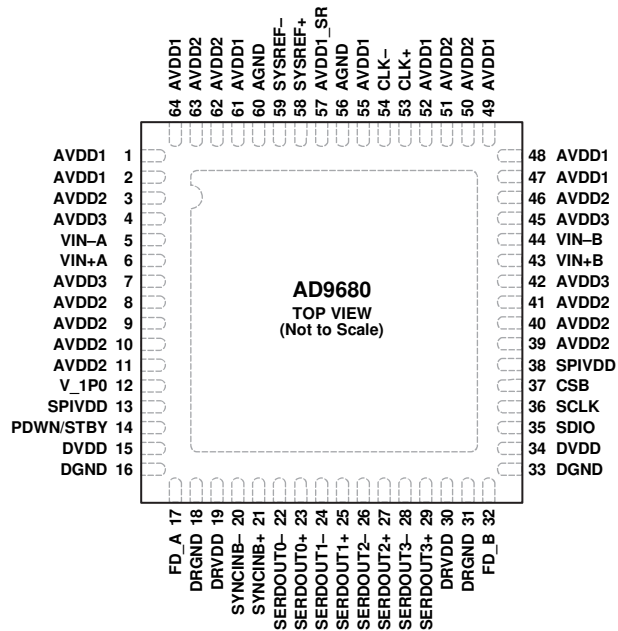 64 AVDD1
63 AVDD2
62 AVDD2
61 AVDD1
60 AGND
59 SYSREF–
58 SYSREF+
57 AVDD1_SR
56 AGND
55 AVDD1
54 CLK–
53 CLK+
52 AVDD1
51 AVDD2
50 AVDD2
49 AVDD1
AVDD1 1
AVDD1 2
AVDD2 3
AVDD3 4
VIN–A 5
VIN+A 6
AVDD3 7
AVDD2 8
AVDD2 9
AVDD2 10
AVDD2 11
V_1P0 12
SPIVDD 13
PDWN/STBY 14
DVDD 15
DGND 16
AD9680
TOP VIEW
(Not to Scale)
48 AVDD1
47 AVDD1
46 AVDD2
45 AVDD3
44 VIN–B
43 VIN+B
42 AVDD3
41 AVDD2
40 AVDD2
39 AVDD2
38 SPIVDD
37 CSB
36 SCLK
35 SDIO
34 DVDD
33 DGND
FD_A 17
DRGND 18
DRVDD 19
SYNCINB– 20
SYNCINB+ 21
SERDOUT0– 22
SERDOUT0+ 23
SERDOUT1– 24
SERDOUT1+ 25
SERDOUT2– 26
SERDOUT2+ 27
SERDOUT3– 28
SERDOUT3+ 29
DRVDD 30
DRGND 31
FD_B 32